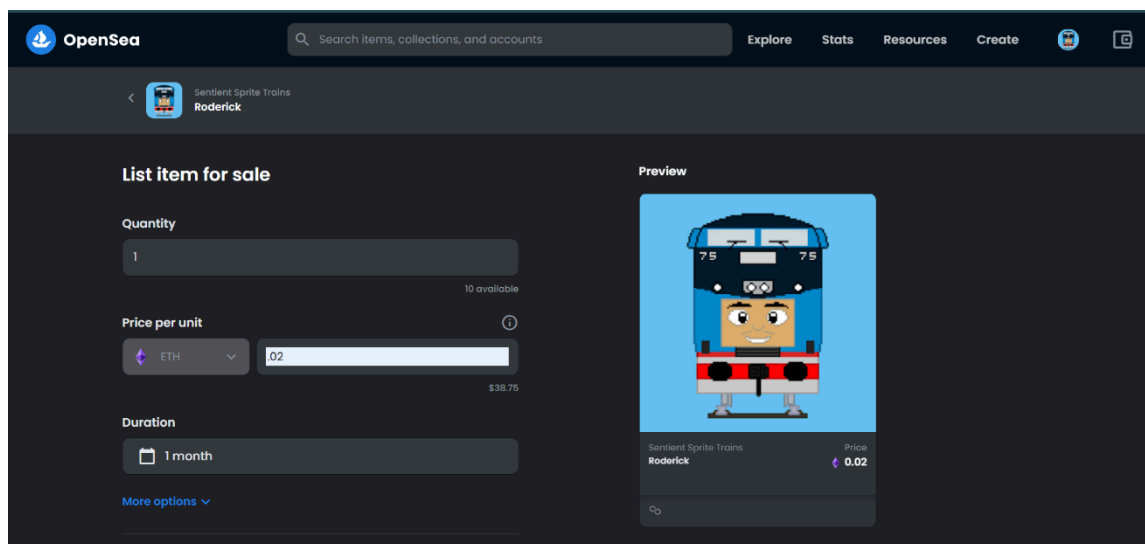 OpenSea
Search items, collections, and accounts
Explore Stats Resources Create
Sentient Sprite Trains
Roderick
List item for sale
Quantity
1
10 available
Price per unit
ETH .02
$38.75
Duration
1 month
More options
Preview
75 75
Sentient Sprite Trains Price
Roderick 0.02